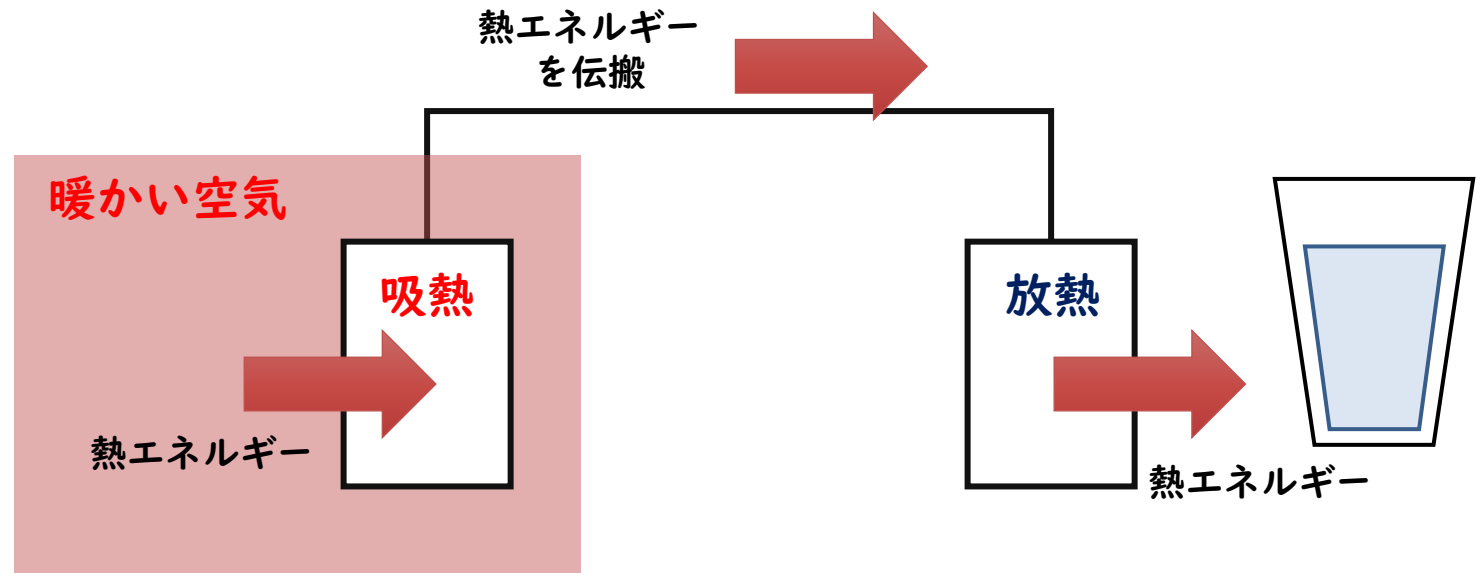 熱エネルギー
を伝搬
暖かい空気
吸熱
放熱
熱エネルギー
熱エネルギー